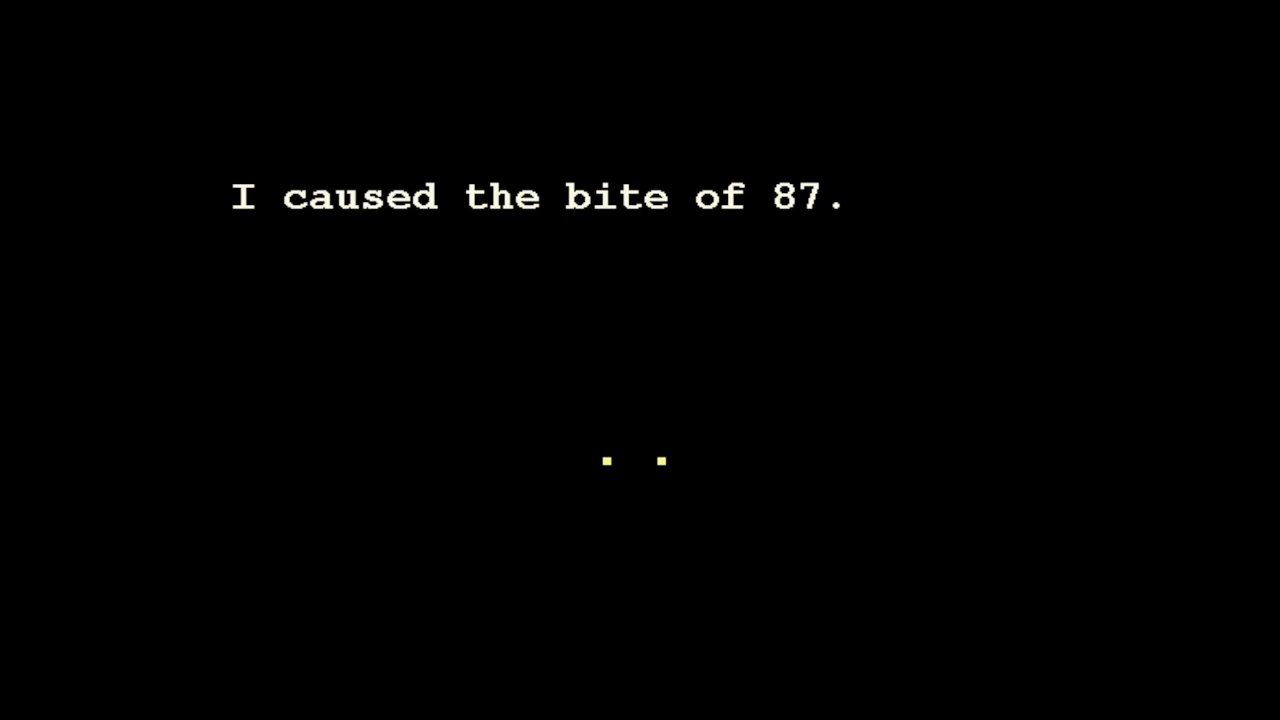 I caused the bite of 87.